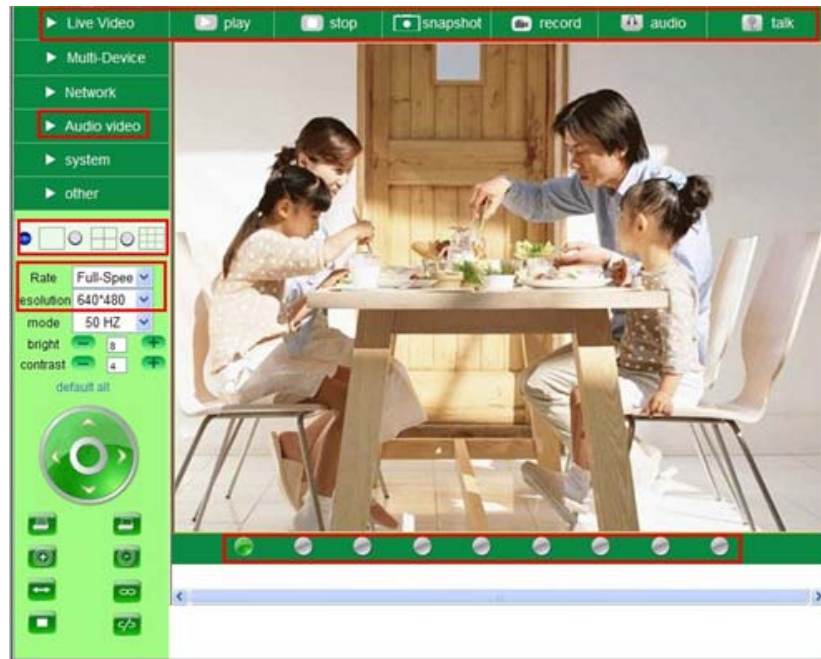 Live Video play stop snapshot record audio talk
Multi-Device
Network
Audio video
system
other
Rate Full-Spee
esolution 640*480
mode 50 HZ
bright 8
contrast 4
default all